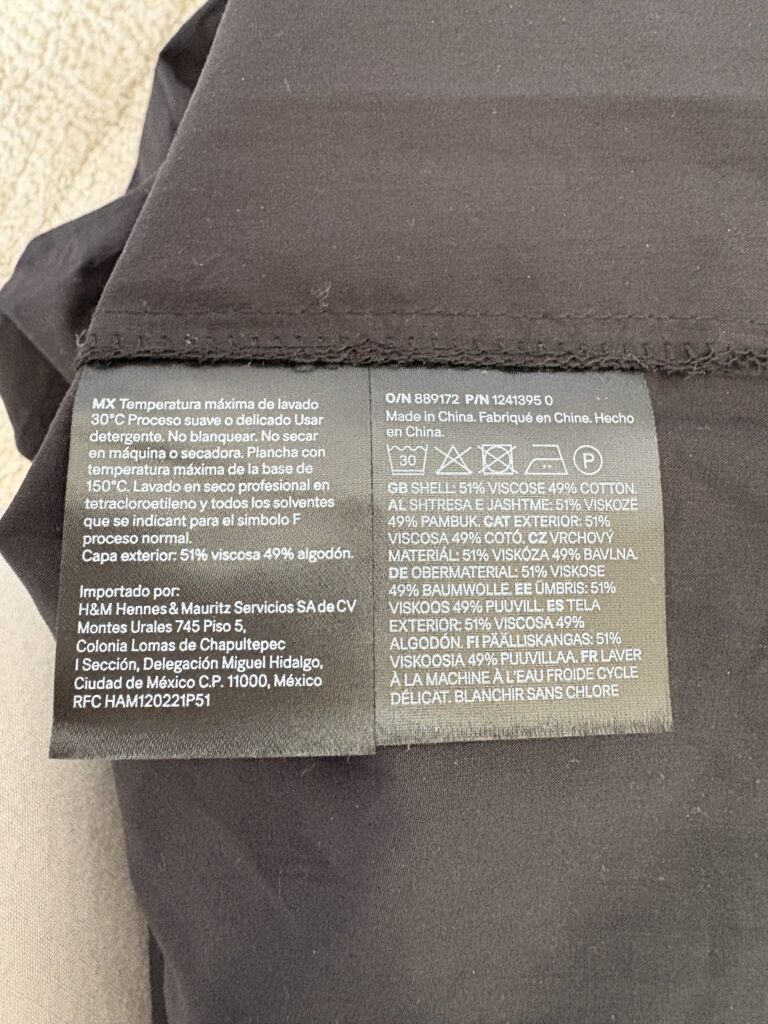 MX Temperatura máxima de lavado
30°C Proceso suave o delicado Usar
detergente. No blanquear. No secar
en máquina o secadora. Plancha con
temperatura máxima de la base de
150°C. Lavado en seco profesional en
tetracloroetileno y todos los solventes
que se indicant para el simbolo F
proceso normal.
Capa exterior: 51% viscosa 49% algodón.
Importado por:
H&M Hennes & Mauritz Servicios SA de CV
Montes Urales 745 Piso 5,
Colonia Lomas de Chapultepec
I Sección, Delegación Miguel Hidalgo,
Ciudad de México C.P. 11000, México
RFC HAM120221P51
O/N 889172 P/N 1241395 0
Made in China. Fabriqué en Chine. Hecho
en China.
30 P
GB SHELL: 51% VISCOSE 49% COTTON.
AL SHTRESA E JASHTME: 51% VISKOZË
49% PAMBUK. CAT EXTERIOR: 51%
VISCOSA 49% COTÓ. CZ VRCHOVÝ
MATERIÁL: 51% VISKÓZA 49% BAVLNA.
DE OBERMATERIAL: 51% VISKOSE
49% BAUMWOLLE. EE ÜMBRIS: 51%
VISKOOS 49% PUUVILL. ES TELA
EXTERIOR: 51% VISCOSA 49%
ALGODÓN. FI PÄÄLLISKANGAS: 51%
VISKOOSIA 49% PUUVILLAA. FR LAVER
À LA MACHINE À L'EAU FROIDE CYCLE
DÉLICAT. BLANCHIR SANS CHLORE